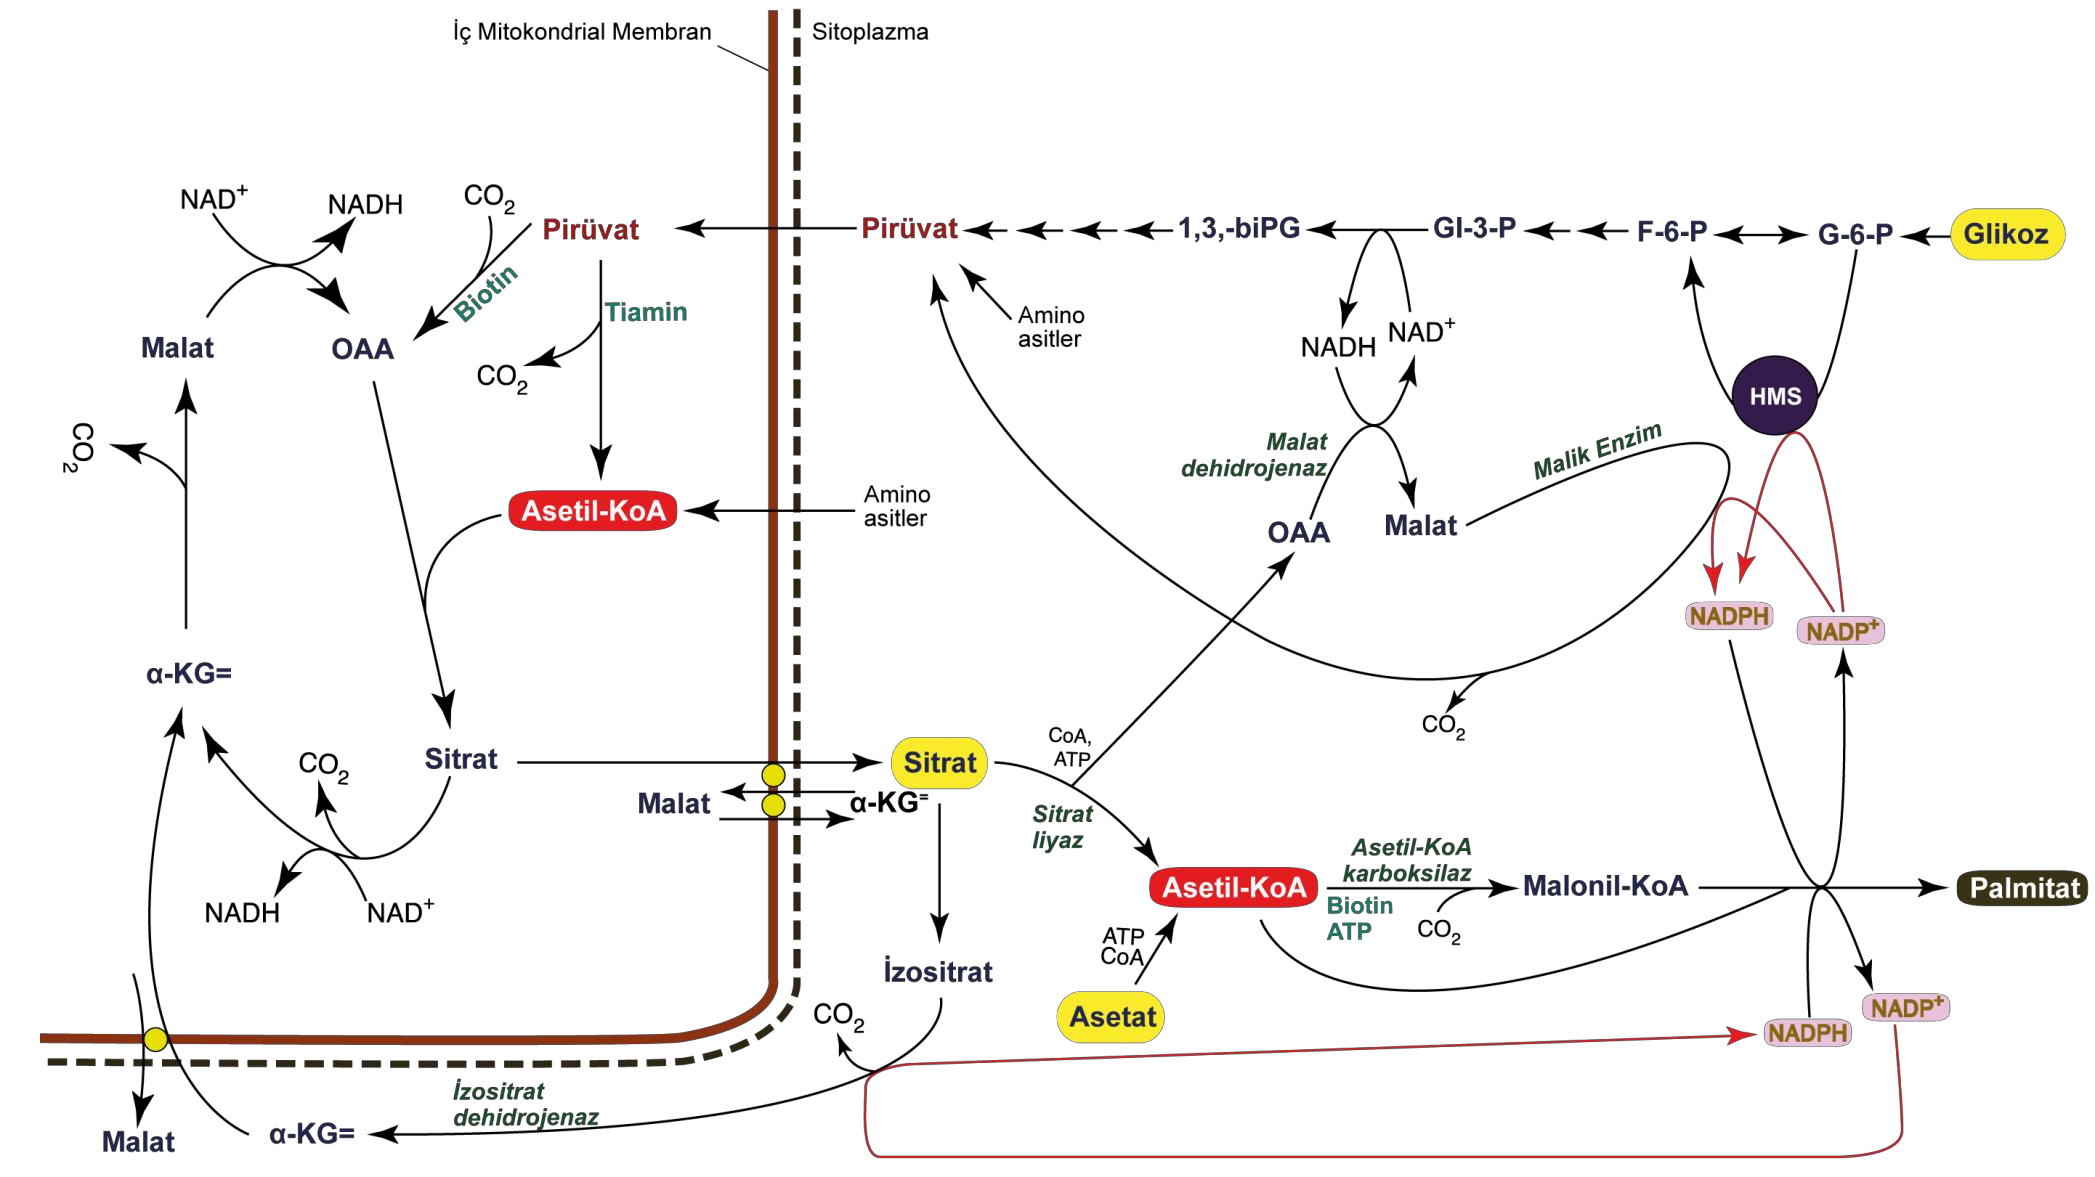 İç Mitokondrial Membran
Sitoplazma
NAD+
NADH
CO2
Pirüvat
Pirüvat
1,3,-biPG
Gl-3-P
F-6-P
G-6-P
Glikoz
Biotin
Tiamin
Malat
OAA
CO2
CO2
Amino
asitler
NADH
NAD+
HMS
Malat
dehidrojenaz
Malik Enzim
Asetil-KoA
Amino
asitler
OAA
Malat
NADPH
NADP+
α-KG=
CO2
CoA,
ATP
CO2
Sitrat
Sitrat
Malat
α-KG=
Sitrat
liyaz
NADH
NAD+
Asetil-KoA
Asetil-KoA
karboksilaz
Biotin
ATP
CO2
Malonil-KoA
Palmitat
ATP
CoA
İzositrat
Asetat
CO2
NADPH
NADP+
İzositrat
dehidrojenaz
Malat
α-KG=